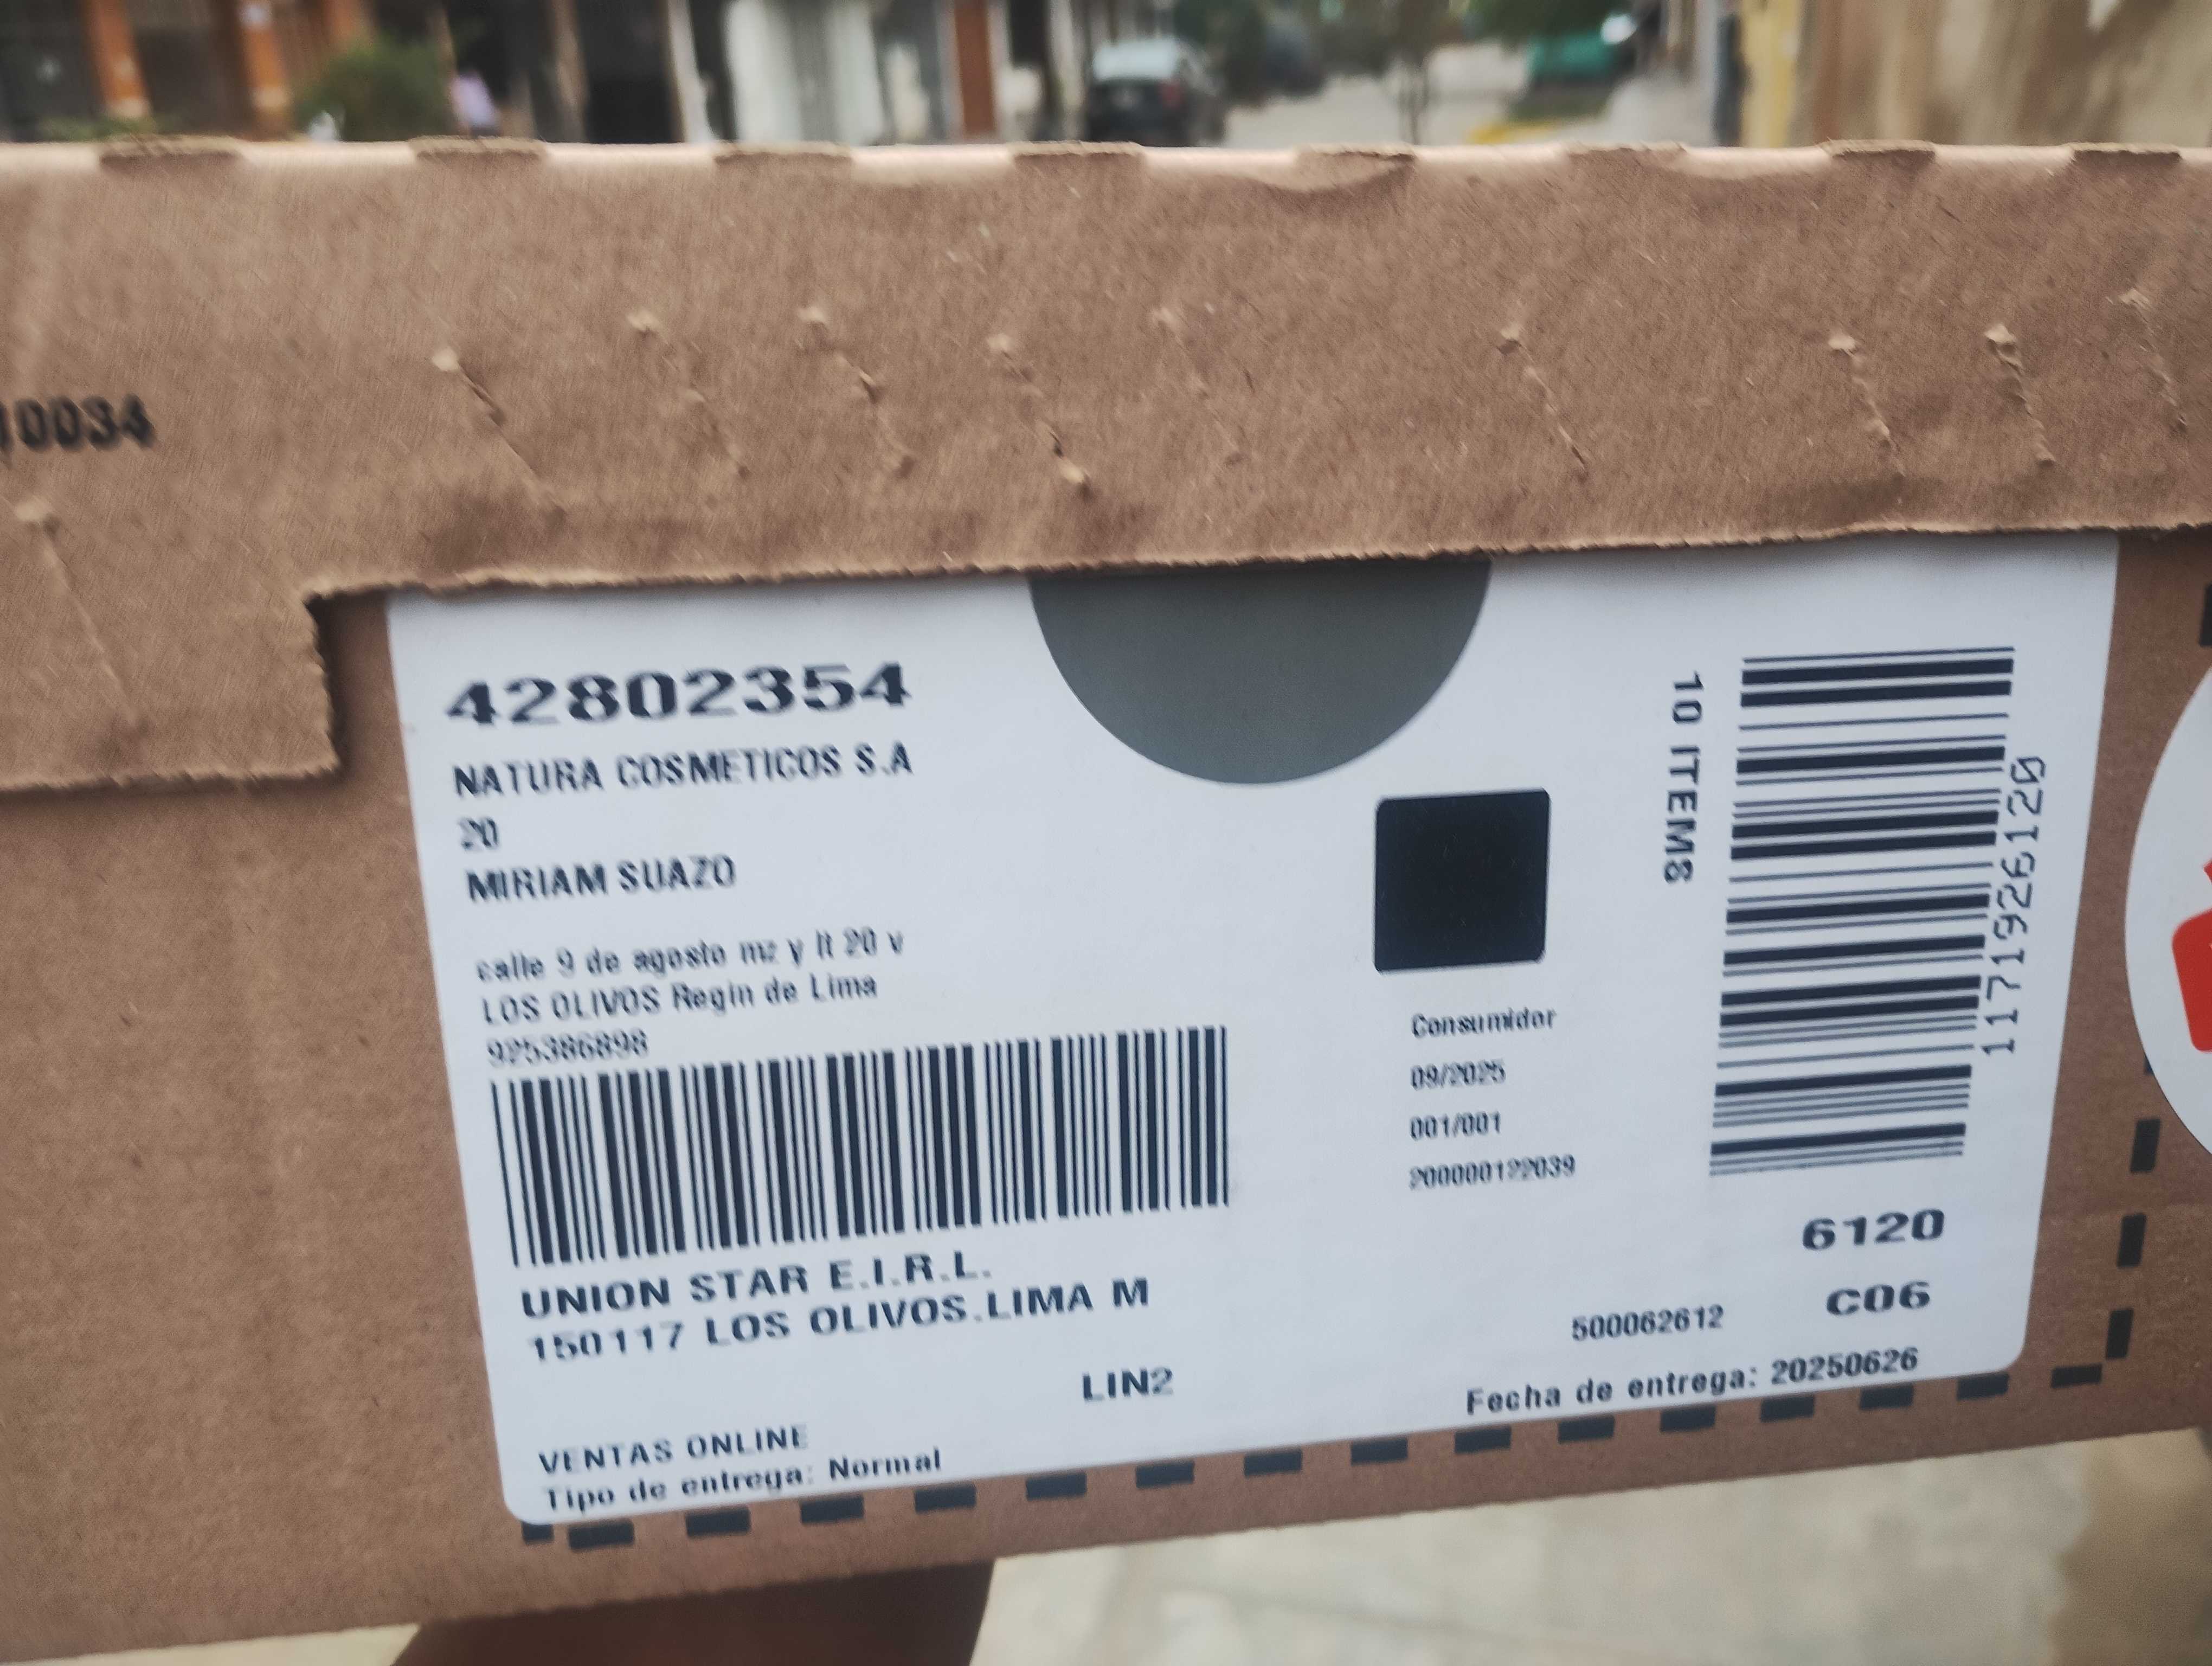 10034
42802354
NATURA COSMETICOS S.A
20
MIRIAM SUAZO
calle 9 de agosto mz y lt 20 v
LOS OLIVOS Regin de Lima
925386898
UNION STAR E.I.R.L.
150117 LOS OLIVOS.LIMA M
LIN2
VENTAS ONLINE
Tipo de entrega: Normal
10 ITEMS
11719926120
Consumidor
09/2025
001/001
200000122039
6120
C06
500062612
Fecha de entrega: 20250626